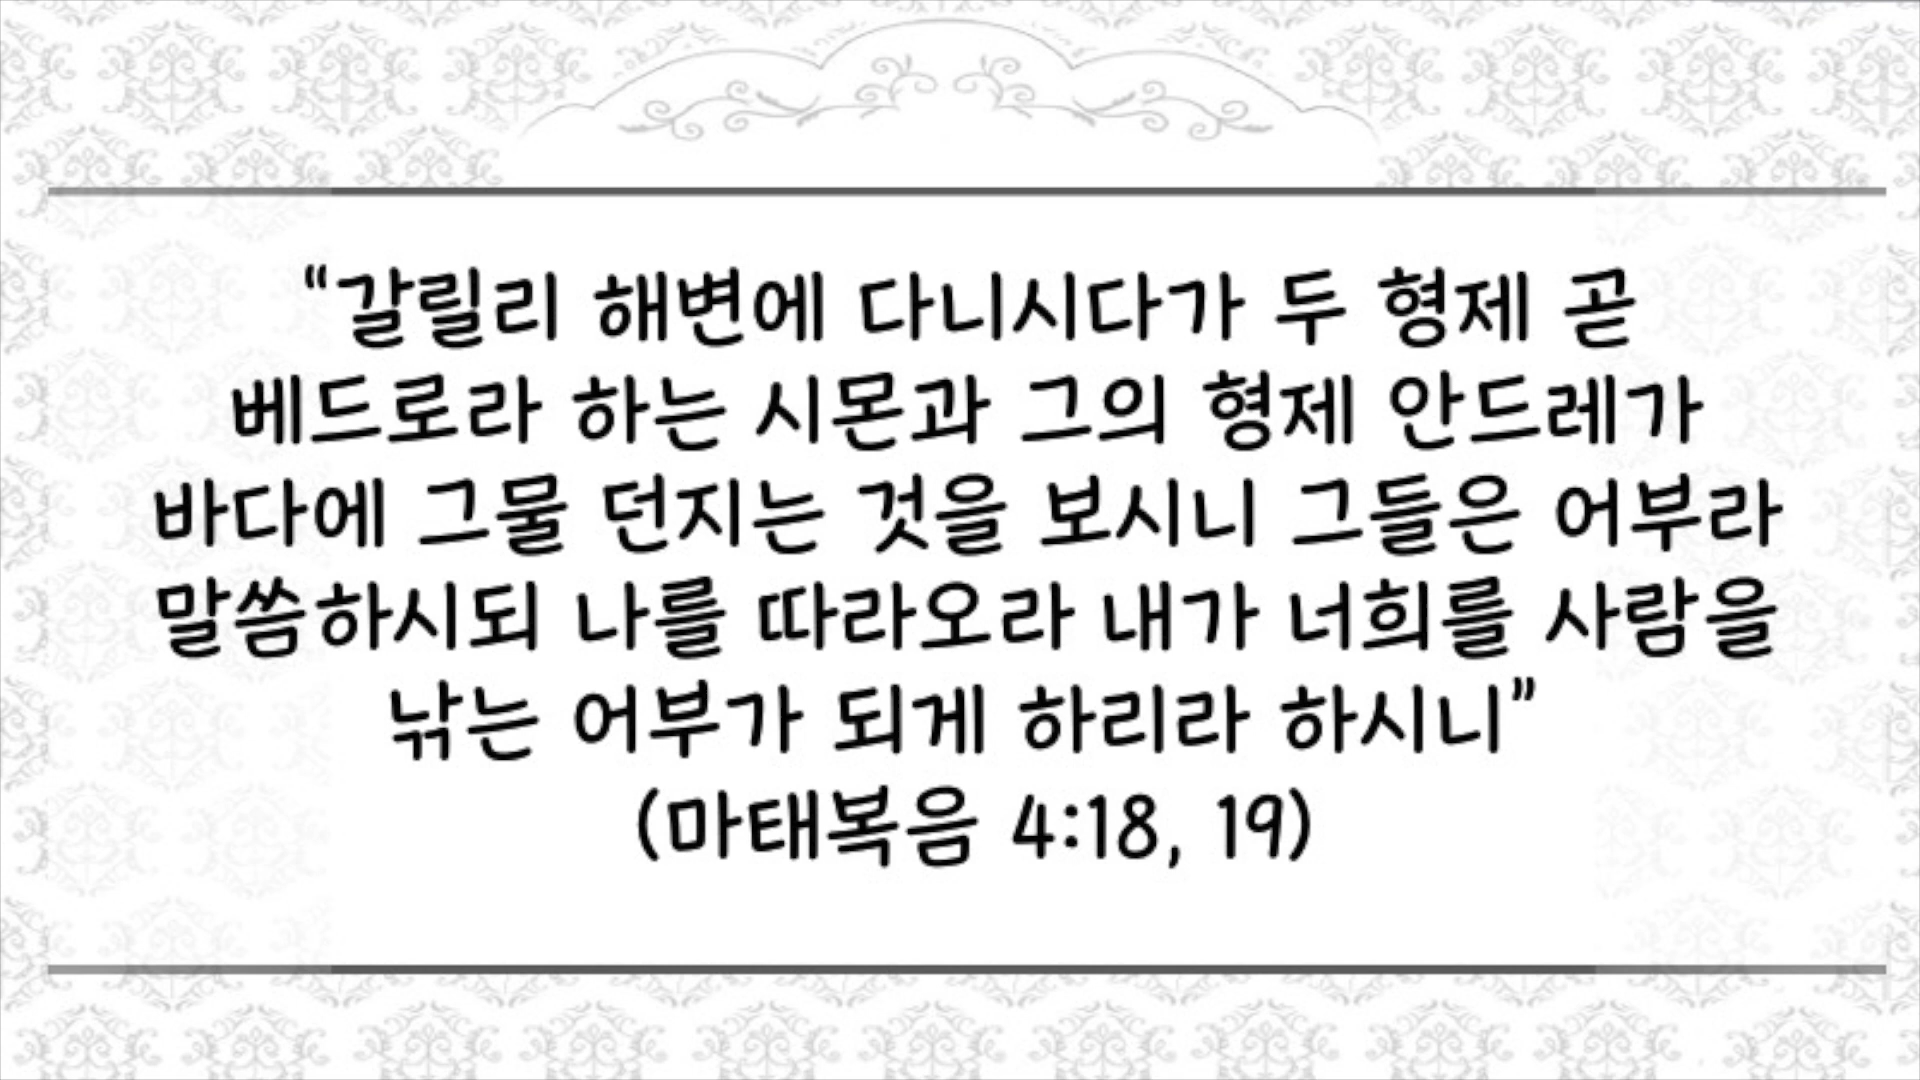 “갈릴리 해변에 다니시다가 두 형제 곧
베드로라 하는 시몬과 그의 형제 안드레가
바다에 그물 던지는 것을 보시니 그들은 어부라
말씀하시되 나를 따라오라 내가 너희를 사람을
낚는 어부가 되게 하리라 하시니”
(마태복음 4:18, 19)